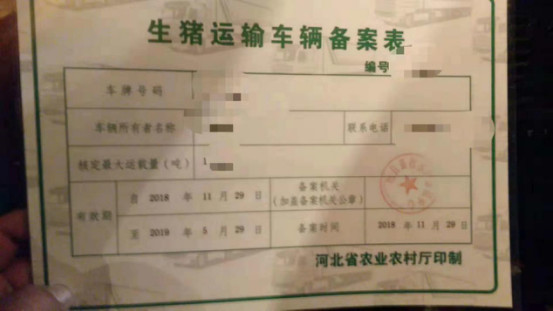 生猪运输车辆备案表
编号
车牌号码
车辆所有者名称 联系电话
核定最大运载量（吨） 1
有效期 自 2018 年 11 月 29 日 备案机关（加盖备案机关公章）
至 2019 年 5 月 29 日 备案时间 2018 年 11 月 29 日
河北省农业农村厅印制